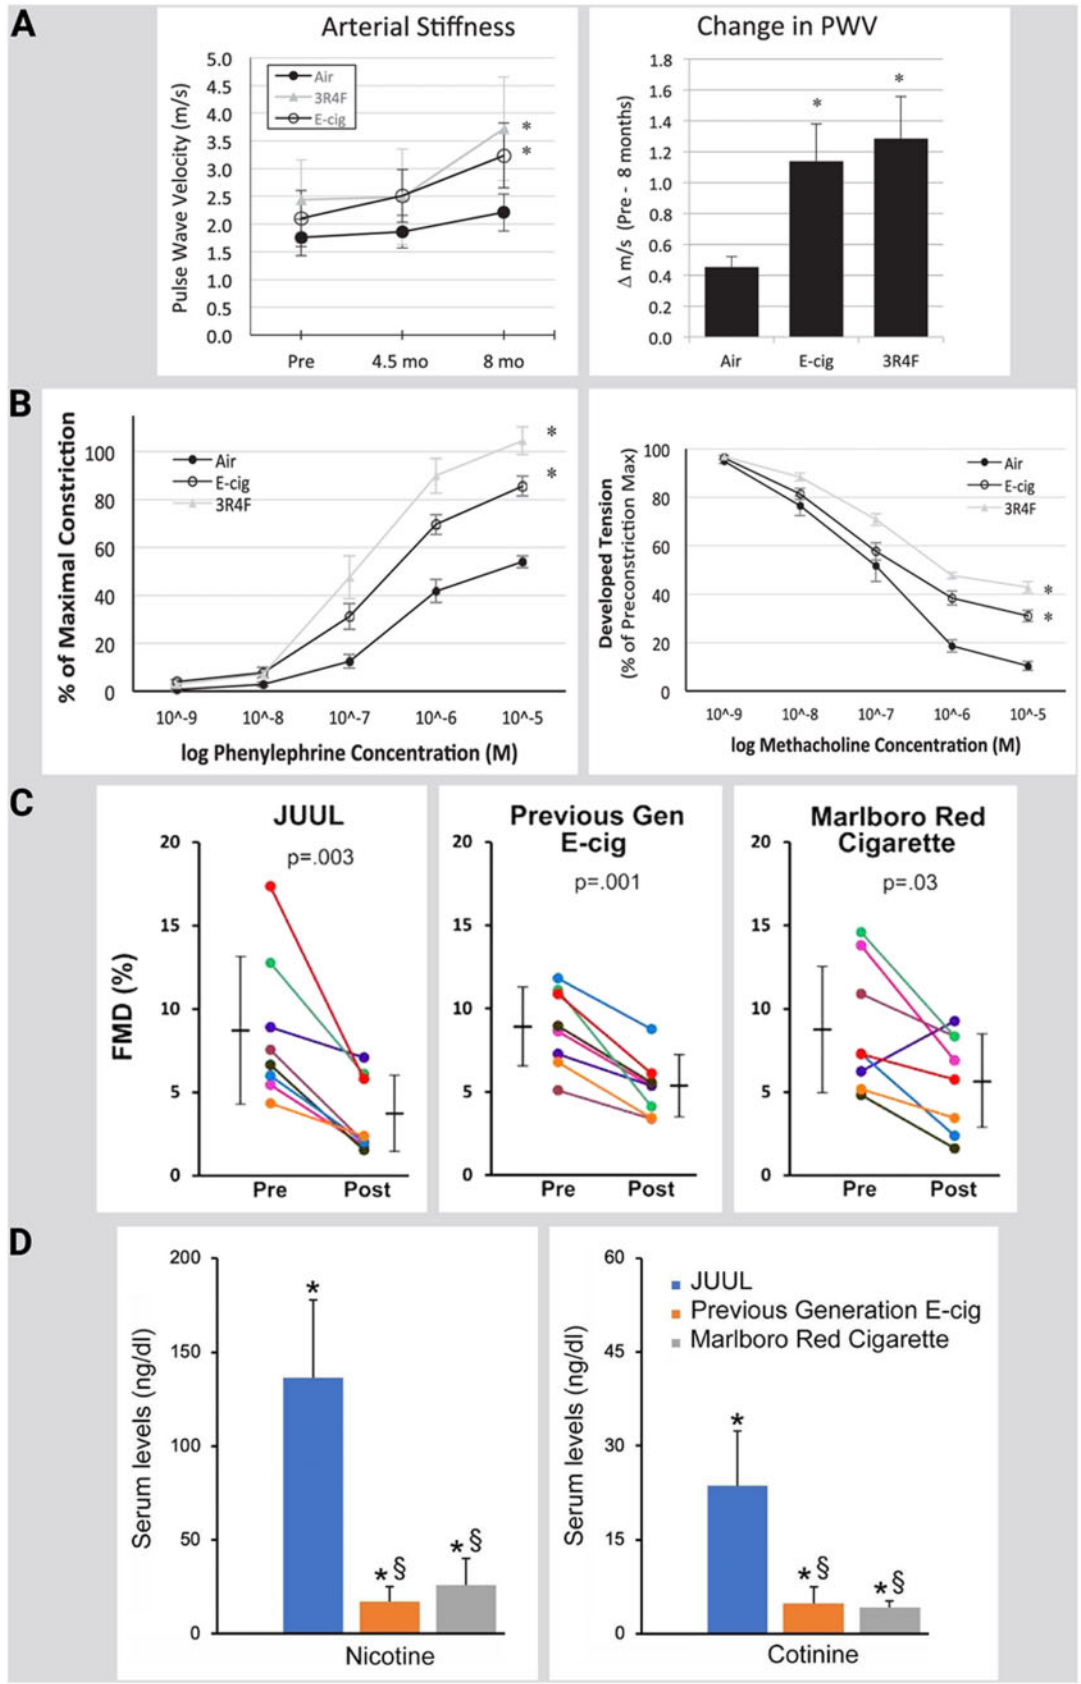 A
Arterial Stiffness
Pulse Wave Velocity (m/s)
5.0
4.5
4.0
3.5
3.0
2.5
2.0
1.5
1.0
0.5
0.0
Air
3R4F
E-cig
*
*
Pre 4.5 mo 8 mo
Change in PWV
Δ m/s (Pre - 8 months)
1.8
1.6
1.4
1.2
1.0
0.8
0.6
0.4
0.2
0.0
*
*
Air E-cig 3R4F
B
% of Maximal Constriction
100
80
60
40
20
0
Air
E-cig
3R4F
*
*
10^-9 10^-8 10^-7 10^-6 10^-5
log Phenylephrine Concentration (M)
Developed Tension
(% of Preconstriction Max)
100
80
60
40
20
0
Air
E-cig
3R4F
*
*
10^-9 10^-8 10^-7 10^-6 10^-5
log Methacholine Concentration (M)
C
JUUL
p=.003
FMD (%)
20
15
10
5
0
Pre Post
Previous Gen
E-cig
p=.001
20
15
10
5
0
Pre Post
Marlboro Red
Cigarette
p=.03
20
15
10
5
0
Pre Post
D
Serum levels (ng/dl)
200
150
100
50
0
*
* §
* §
Nicotine
Serum levels (ng/dl)
60
45
30
15
0
JUUL
Previous Generation E-cig
Marlboro Red Cigarette
*
* §
* §
Cotinine